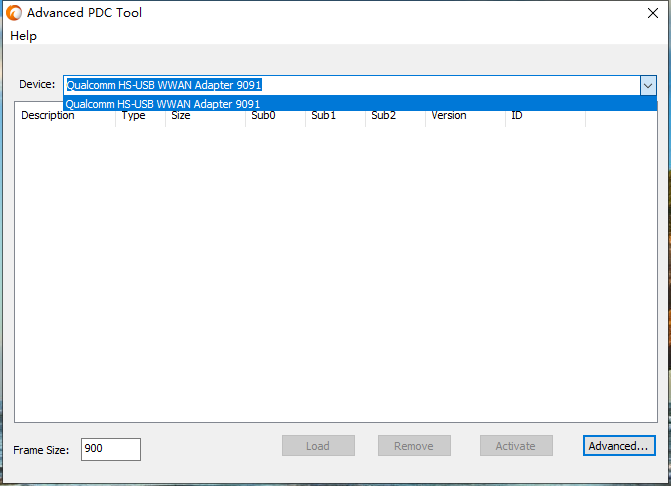 Advanced PDC Tool
Help
Device: Qualcomm HS-USB WWAN Adapter 9091
Qualcomm HS-USB WWAN Adapter 9091
Description Type Size Sub0 Sub1 Sub2 Version ID
Frame Size: 900 Load Remove Activate Advanced...